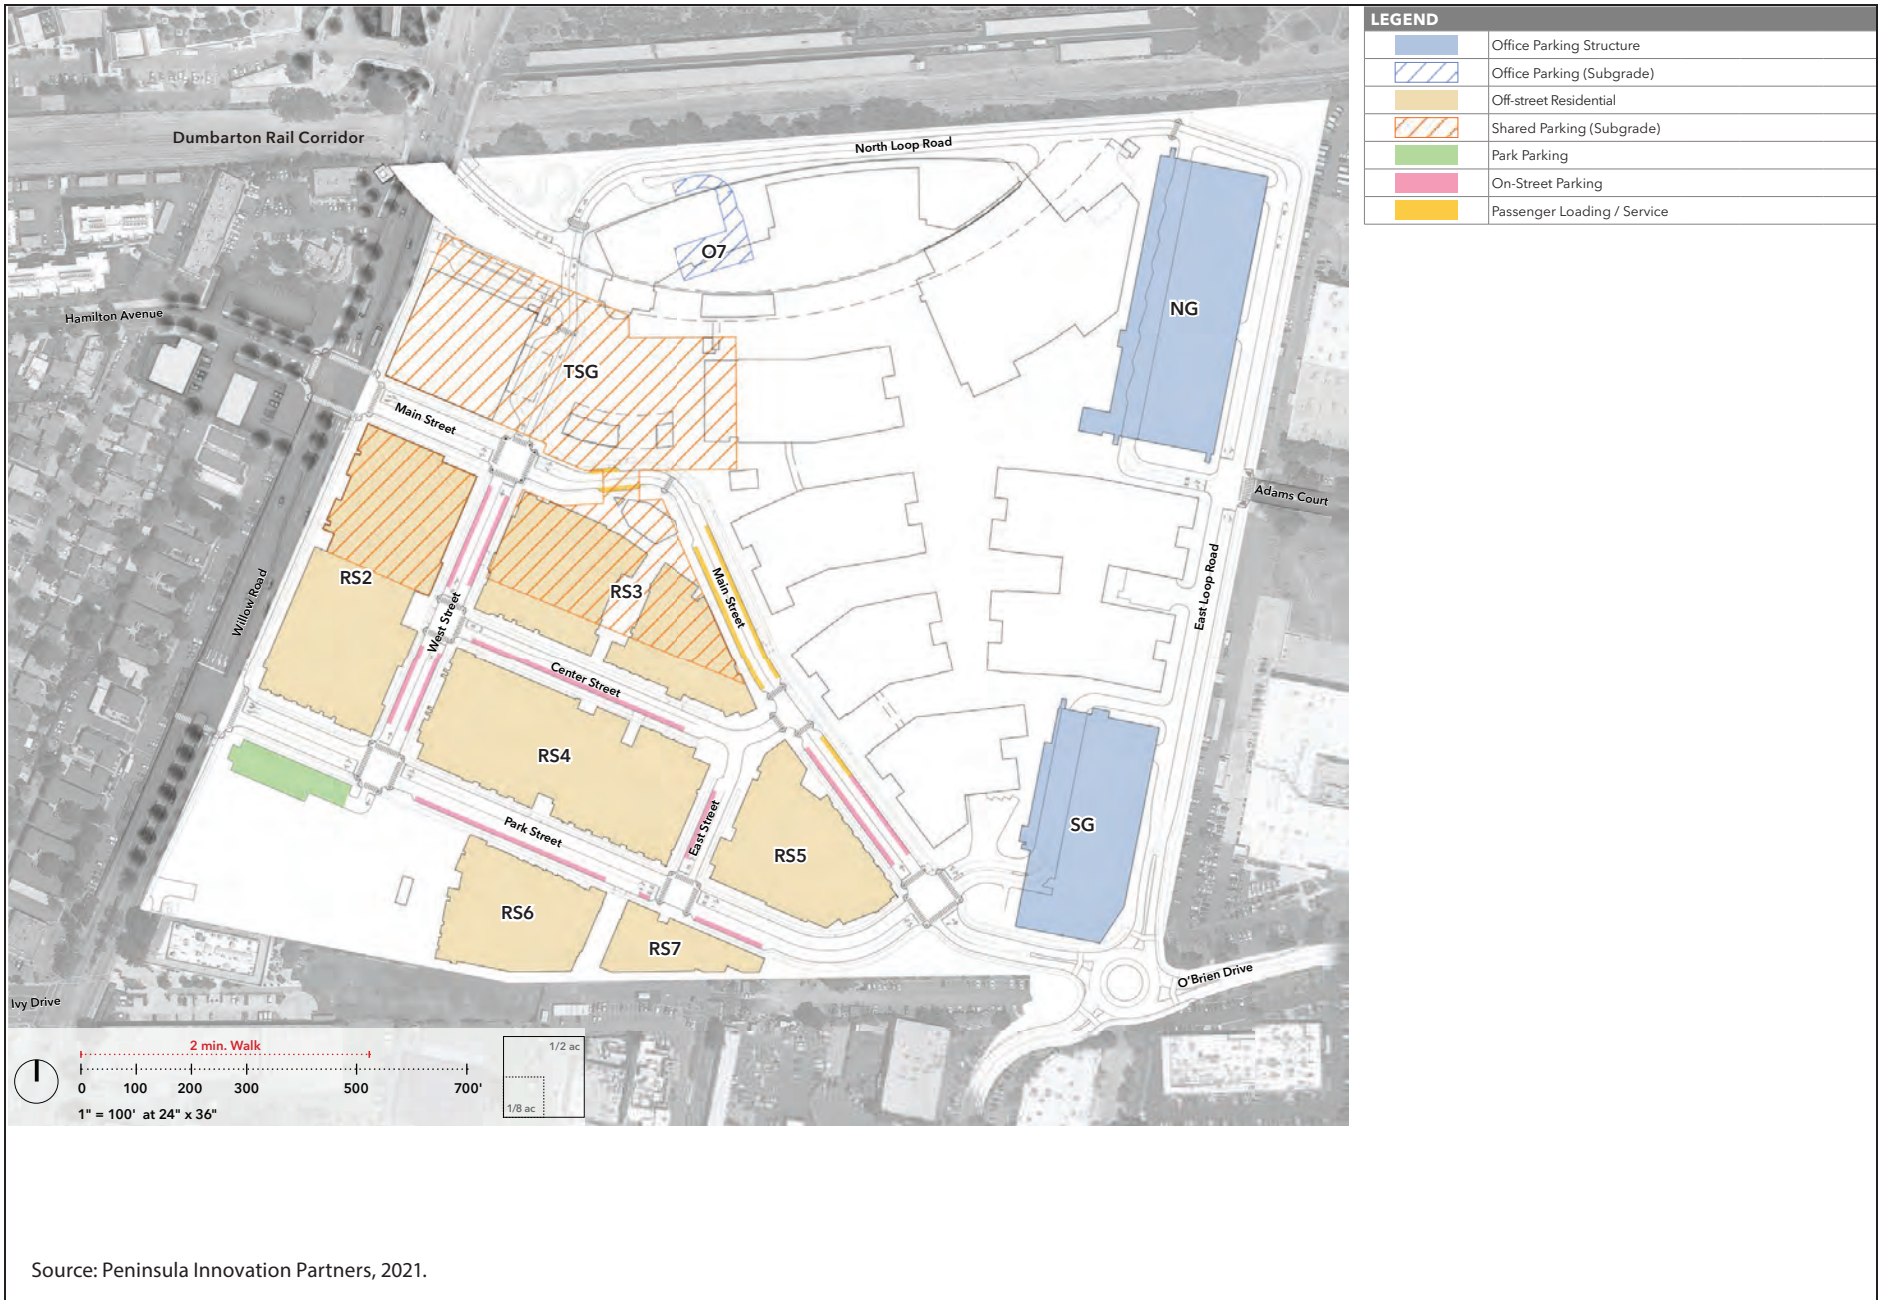 LEGEND
Office Parking Structure
Office Parking (Subgrade)
Off-street Residential
Shared Parking (Subgrade)
Park Parking
On-Street Parking
Passenger Loading / Service
Dumbarton Rail Corridor
North Loop Road
O7
NG
Hamilton Avenue
TSG
Main Street
Adams Court
RS2
RS3
Main Street
East Loop Road
Willow Road
West Street
Center Street
RS4
SG
Park Street
East Street
RS5
RS6
RS7
O'Brien Drive
Ivy Drive
2 min. Walk
0 100 200 300 500 700'
1" = 100' at 24" x 36"
1/2 ac
1/8 ac
Source: Peninsula Innovation Partners, 2021.